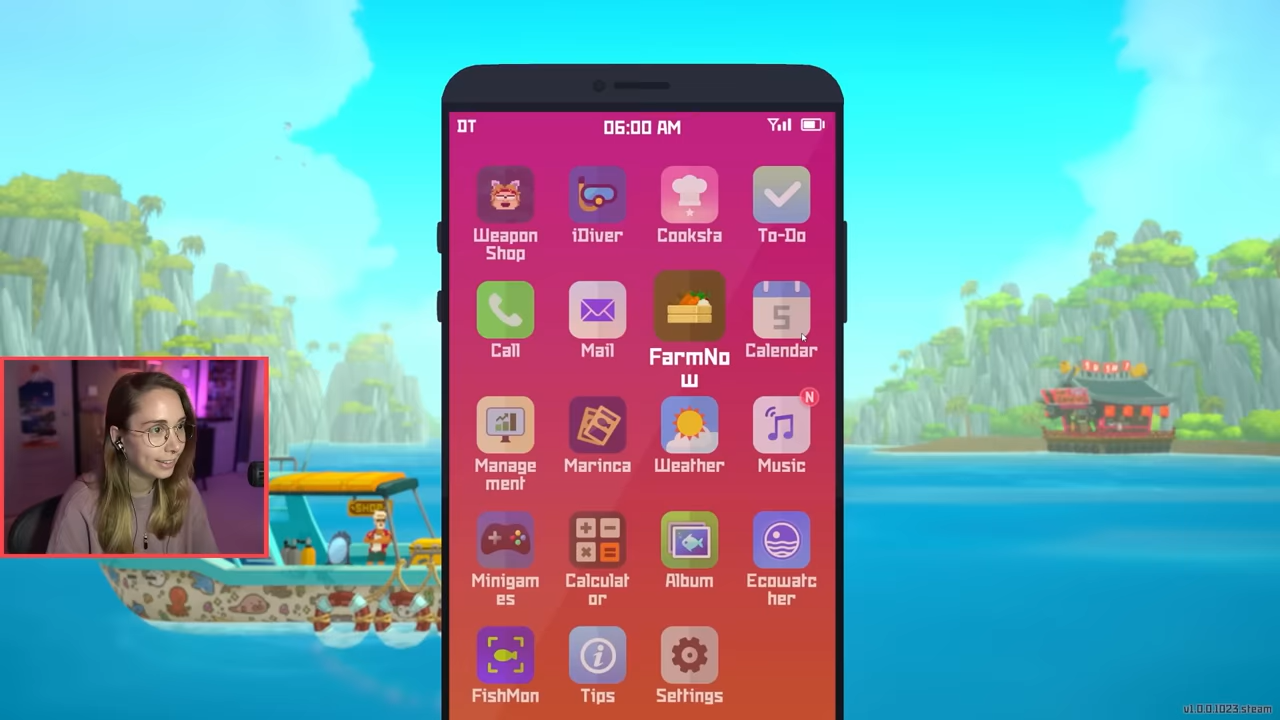 DT
06:00 AM
Weapon
Shop
iDiver
Cooksta
To-Do
Call
Mail
FarmNo
w
5
Calendar
N
Manage
ment
Marinca
Weather
Music
SHOP
Minigam
es
Calculat
or
Album
Ecowatc
her
FishMon
Tips
Settings
v1.0.0.1023.steam